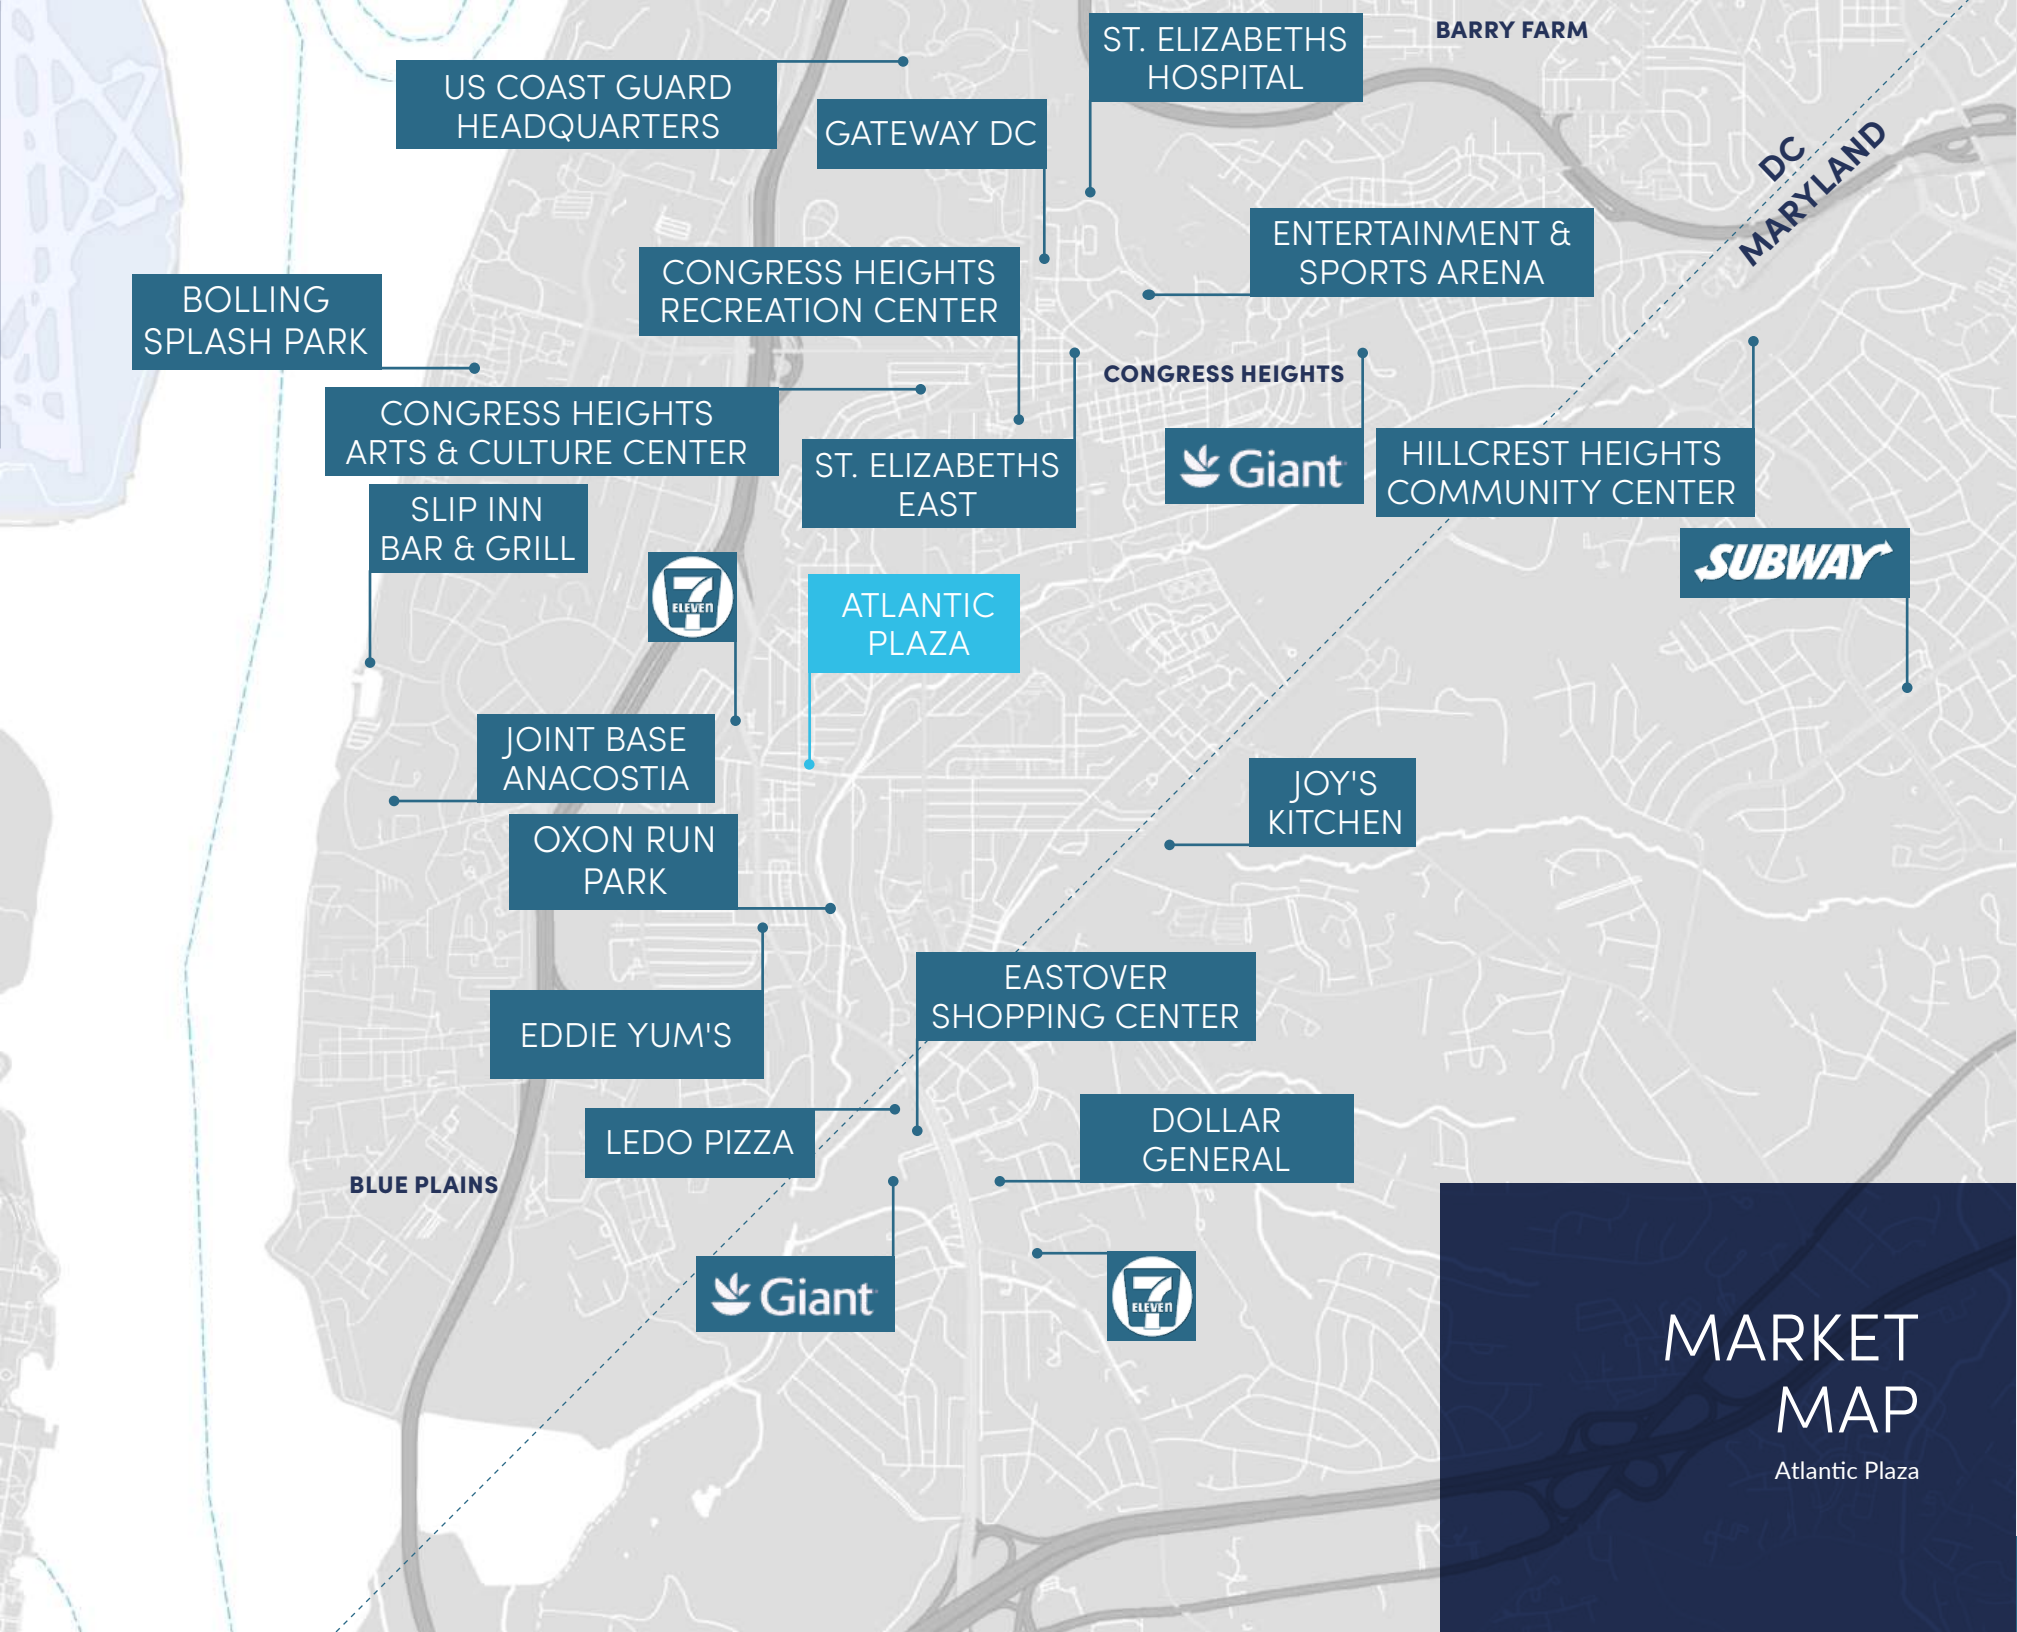 ST. ELIZABETHS
HOSPITAL
BARRY FARM
US COAST GUARD
HEADQUARTERS
GATEWAY DC
DC
MARYLAND
ENTERTAINMENT &
SPORTS ARENA
CONGRESS HEIGHTS
RECREATION CENTER
BOLLING
SPLASH PARK
CONGRESS HEIGHTS
CONGRESS HEIGHTS
ARTS & CULTURE CENTER
ST. ELIZABETHS
EAST
Giant
HILLCREST HEIGHTS
COMMUNITY CENTER
SLIP INN
BAR & GRILL
SUBWAY
7
ELEVEn
ATLANTIC
PLAZA
JOINT BASE
ANACOSTIA
JOY'S
KITCHEN
OXON RUN
PARK
EASTOVER
SHOPPING CENTER
EDDIE YUM'S
LEDO PIZZA
DOLLAR
GENERAL
BLUE PLAINS
Giant
7
ELEVEn
MARKET
MAP
Atlantic Plaza